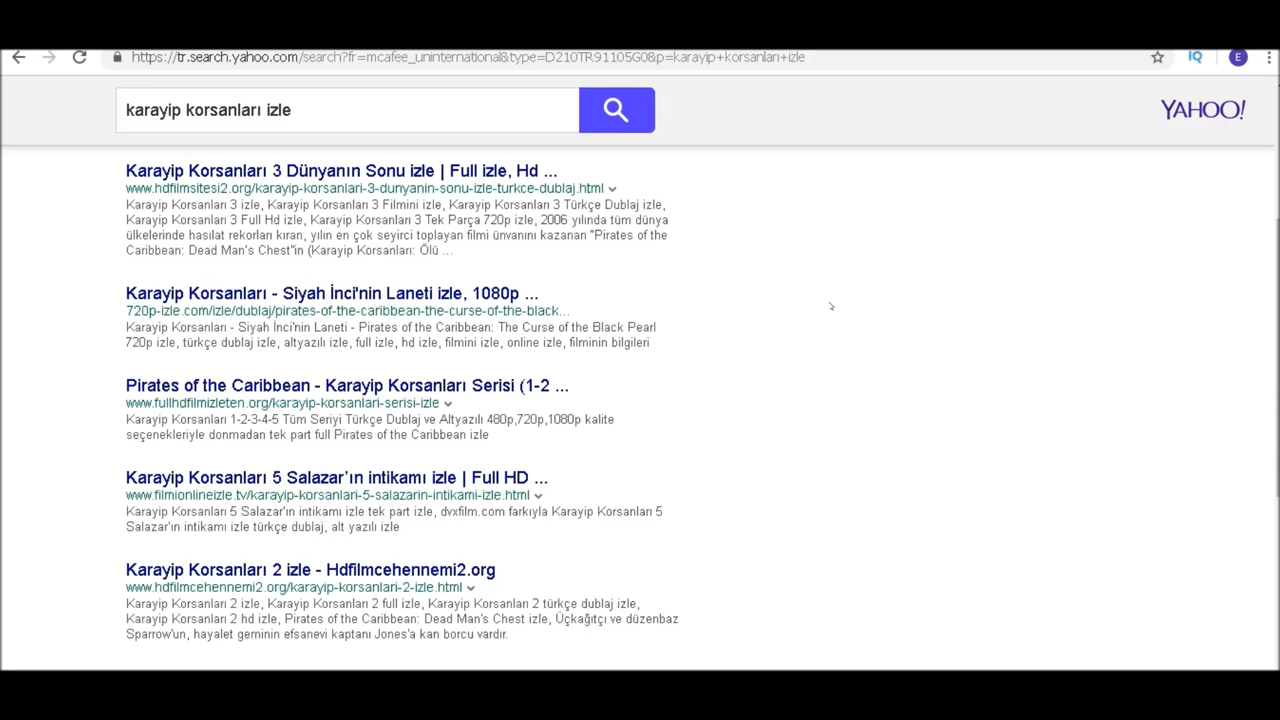 https://tr.search.yahoo.com/search?fr=mcafee_uninternational&type=D210TR91105G0&p=karayip+korsanları+izle
IQ
E
karayip korsanları izle
YAHOO!
Karayip Korsanları 3 Dünyanın Sonu izle | Full izle, Hd ...
www.hdfilmsitesi2.org/karayip-korsanlari-3-dunyanin-sonu-izle-turkce-dublaj.html
Karayip Korsanları 3 izle, Karayip Korsanları 3 Filmini izle, Karayip Korsanları 3 Türkçe Dublaj izle,
Karayip Korsanları 3 Full Hd izle, Karayip Korsanları 3 Tek Parça 720p izle, 2006 yılında tüm dünya
ülkelerinde hasılat rekorları kıran, yılın en çok seyirci toplayan filmi ünvanını kazanan "Pirates of the
Caribbean: Dead Man's Chest"in (Karayip Korsanları: Ölü ...
Karayip Korsanları - Siyah İnci'nin Laneti izle, 1080p ...
720p-izle.com/izle/dublaj/pirates-of-the-caribbean-the-curse-of-the-black...
Karayip Korsanları - Siyah İnci'nin Laneti - Pirates of the Caribbean: The Curse of the Black Pearl
720p izle, türkçe dublaj izle, altyazılı izle, full izle, hd izle, filmini izle, online izle, filminin bilgileri
Pirates of the Caribbean - Karayip Korsanları Serisi (1-2 ...
www.fullhdfilmizleten.org/karayip-korsanlari-serisi-izle
Karayip Korsanları 1-2-3-4-5 Tüm Seriyi Türkçe Dublaj ve Altyazılı 480p,720p,1080p kalite
seçenekleriyle donmadan tek part full Pirates of the Caribbean izle
Karayip Korsanları 5 Salazar’ın intikamı izle | Full HD ...
www.filmionlineizle.tv/karayip-korsanlari-5-salazarin-intikami-izle.html
Karayip Korsanları 5 Salazar'ın intikamı izle tek part izle, dvxfilm.com farkıyla Karayip Korsanları 5
Salazar'ın intikamı izle türkçe dublaj, alt yazılı izle
Karayip Korsanları 2 izle - Hdfilmcehennemi2.org
www.hdfilmcehennemi2.org/karayip-korsanlari-2-izle.html
Karayip Korsanları 2 izle, Karayip Korsanları 2 full izle, Karayip Korsanları 2 türkçe dublaj izle,
Karayip Korsanları 2 hd izle, Pirates of the Caribbean: Dead Man's Chest izle, Üçkağıtçı ve düzenbaz
Sparrow'un, hayalet geminin efsanevi kaptanı Jones'a kan borcu vardır.